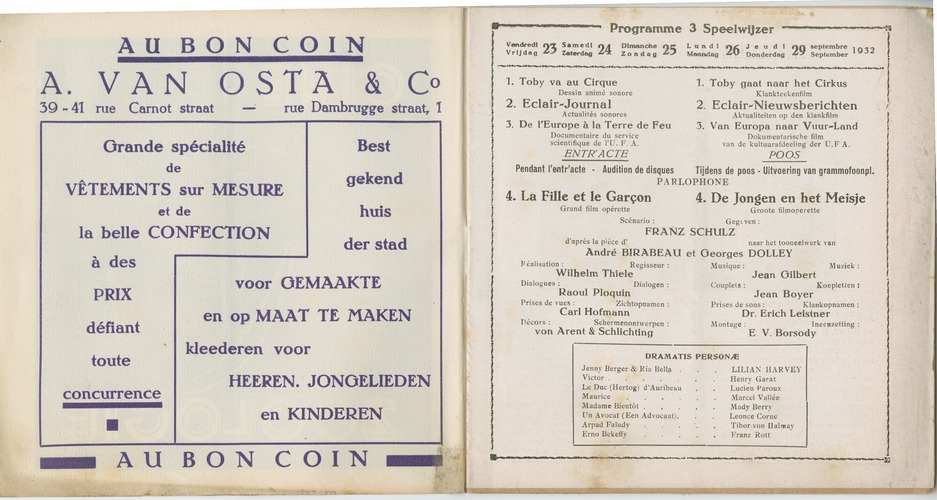 AU BON COIN
A. VAN OSTA & Co
39-41 rue Carnot straat — rue Dambrugge straat, 1
Grande spécialité
de
VÊTEMENTS sur MESURE
et de
la belle CONFECTION
à des
PRIX
défiant
toute
concurrence
Best
gekend
huis
der stad
voor GEMAAKTE
en op MAAT TE MAKEN
kleederen voor
HEEREN. JONGELIEDEN
en KINDEREN
AU BON COIN
Programme 3 Speelwijzer
Vendredi Vrijdag 23 Samedi Zaterdag 24 Dimanche Zondag 25 Lundi Maandag 26 Jeudi Donderdag 29 septembre September 1932
1. Toby va au Cirque
Dessin animé sonore
2. Eclair-Journal
Actualités sonores
3. De l'Europe à la Terre de Feu
Documentaire du service
scientifique de l'U. F. A.
ENTR'ACTE
1. Toby gaat naar het Cirkus
Klankteekenfilm
2. Eclair-Nieuwsberichten
Aktualiteiten op den klankfilm
3. Van Europa naar Vuur-Land
Dokumentarische film
van de kultuurafdeeling der U.F A.
POOS
Pendant l'entr'acte - Audition de disques Tijdens de poos - Uitvoering van grammofoonpl.
PARLOPHONE
4. La Fille et le Garçon 4. De Jongen en het Meisje
Grand film opérette Groote filmoperette
Scénario : Gegeven :
FRANZ SCHULZ
d'après la pièce d' naar het tooneelwerk van
André BIRABEAU et Georges DOLLEY
Réalisation : Regisseur : Musique : Muziek :
Wilhelm Thiele Jean Gilbert
Dialogues : Dialogen : Couplets : Koepletten :
Raoul Ploquin Jean Boyer
Prises de vues : Zichtopnamen : Prises de sons : Klankopnamen :
Carl Hofmann Dr. Erich Leistner
Décors : Schermenontwerpen : Montage : Ineenzetting :
von Arent & Schlichting E. V. Borsody
DRAMATIS PERSONÆ
Jenny Berger & Ria Bella . . . LILIAN HARVEY
Victor . . . . . . Henry Garat
Le Duc (Hertog) d'Auribeau . . . Lucien Paroux
Maurice . . . . . Marcel Vallée
Madame Bientôt . . . . . Mady Berry
Un Avocat (Een Advocaat). . . Leonce Corne
Arpad Faludy . . . . . Tibor von Halmay
Erno Bekeffy . . . . . Franz Rott